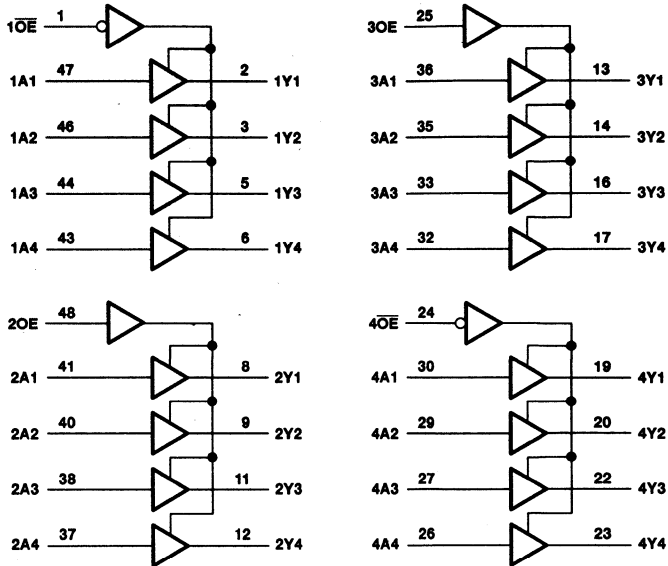 1O̅E̅ 1
1A1 47 2 1Y1
1A2 46 3 1Y2
1A3 44 5 1Y3
1A4 43 6 1Y4
3OE 25
3A1 36 13 3Y1
3A2 35 14 3Y2
3A3 33 16 3Y3
3A4 32 17 3Y4
2OE 48
2A1 41 8 2Y1
2A2 40 9 2Y2
2A3 38 11 2Y3
2A4 37 12 2Y4
4O̅E̅ 24
4A1 30 19 4Y1
4A2 29 20 4Y2
4A3 27 22 4Y3
4A4 26 23 4Y4